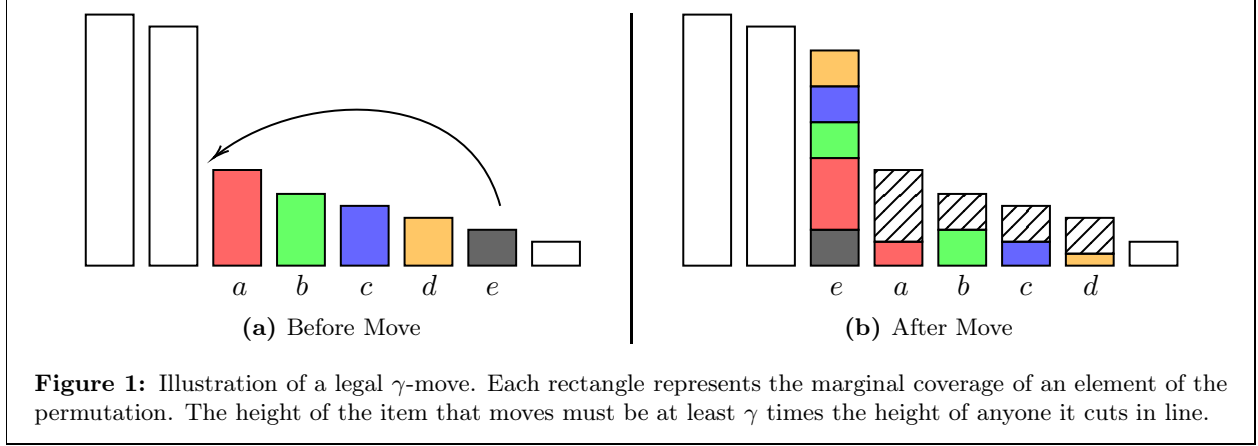 a b c d e
e a b c d
(a) Before Move
(b) After Move
Figure 1: Illustration of a legal γ-move. Each rectangle represents the marginal coverage of an element of the
permutation. The height of the item that moves must be at least γ times the height of anyone it cuts in line.